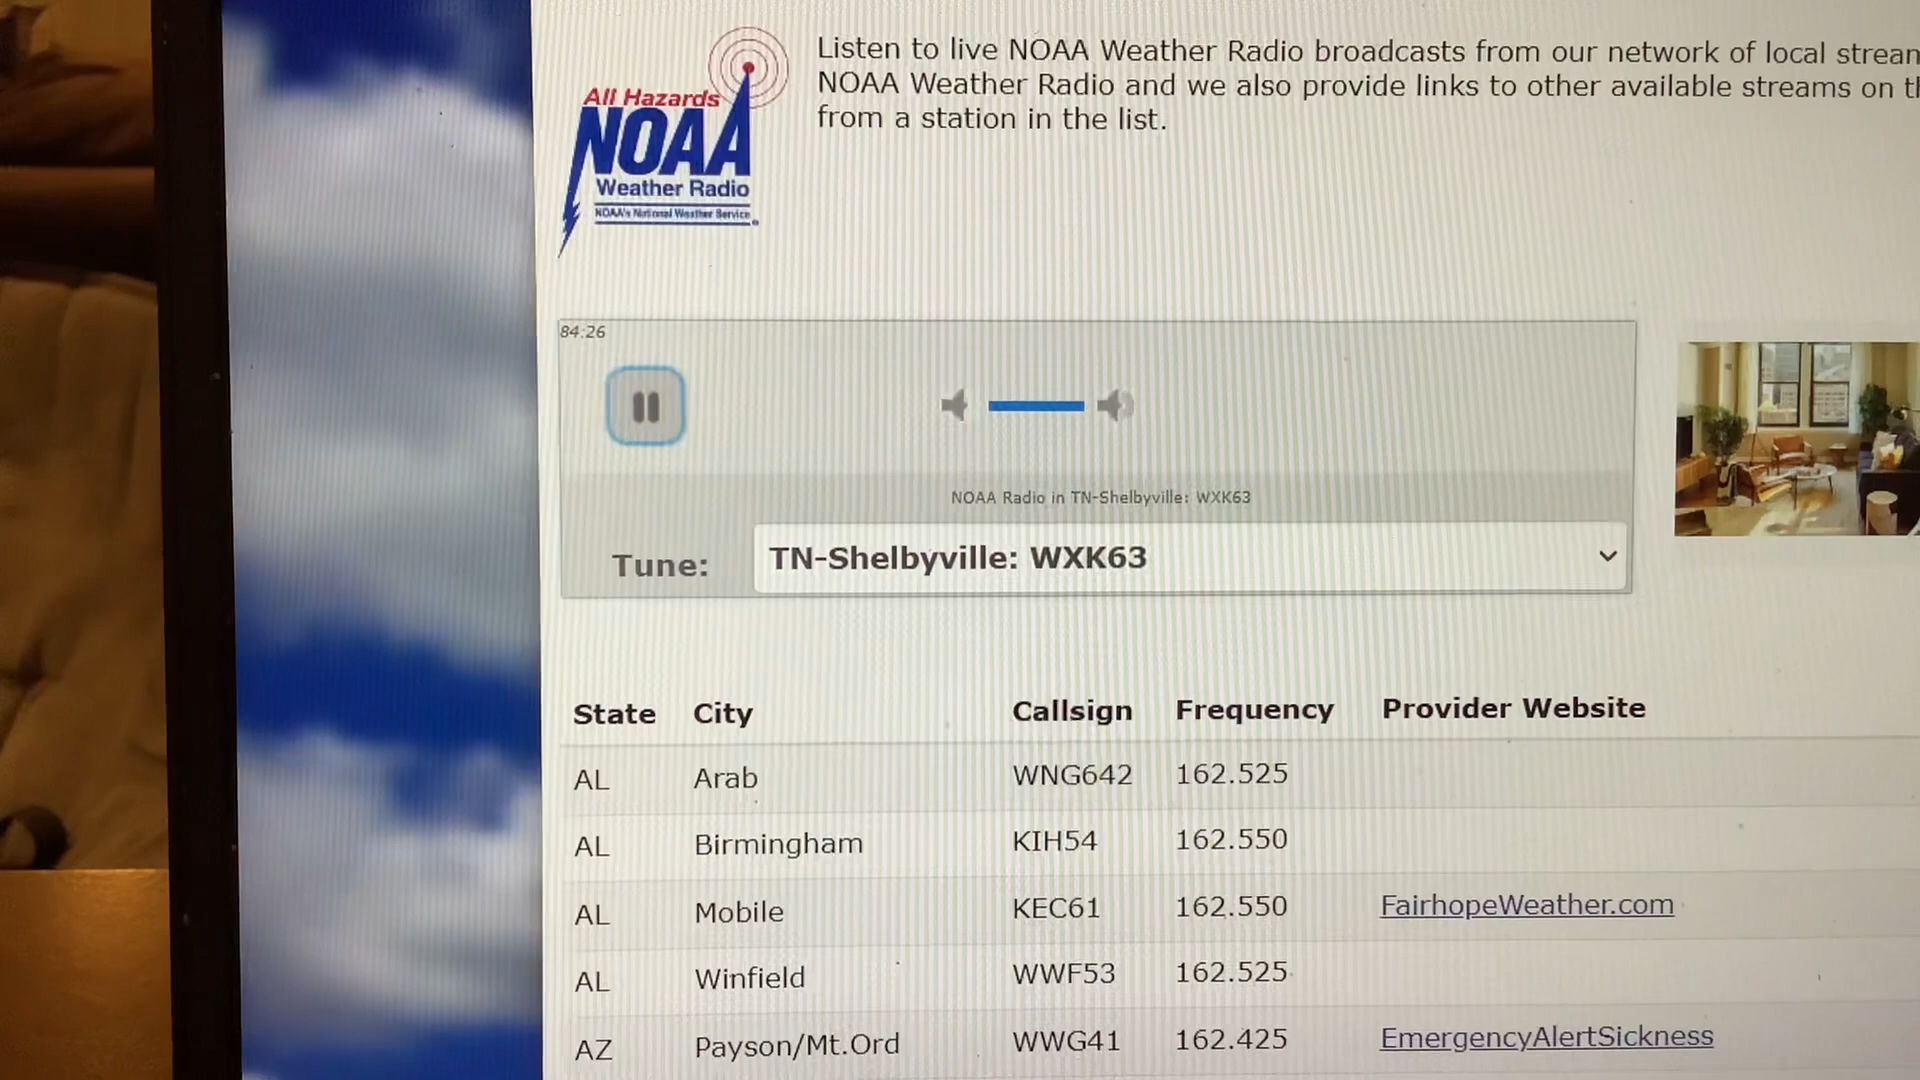 Listen to live NOAA Weather Radio broadcasts from our network of local
NOAA Weather Radio and we also provide links to other available streams on
from a station in the list.
All Hazards
NOAA
Weather Radio
NOAA's National Weather Service
84:26
NOAA Radio in TN-Shelbyville: WXK63
Tune: TN-Shelbyville: WXK63
State City Callsign Frequency Provider Website
AL Arab WNG642 162.525
AL Birmingham KIH54 162.550
AL Mobile KEC61 162.550 FairhopeWeather.com
AL Winfield WWF53 162.525
AZ Payson/Mt.Ord WWG41 162.425 EmergencyAlertSickness